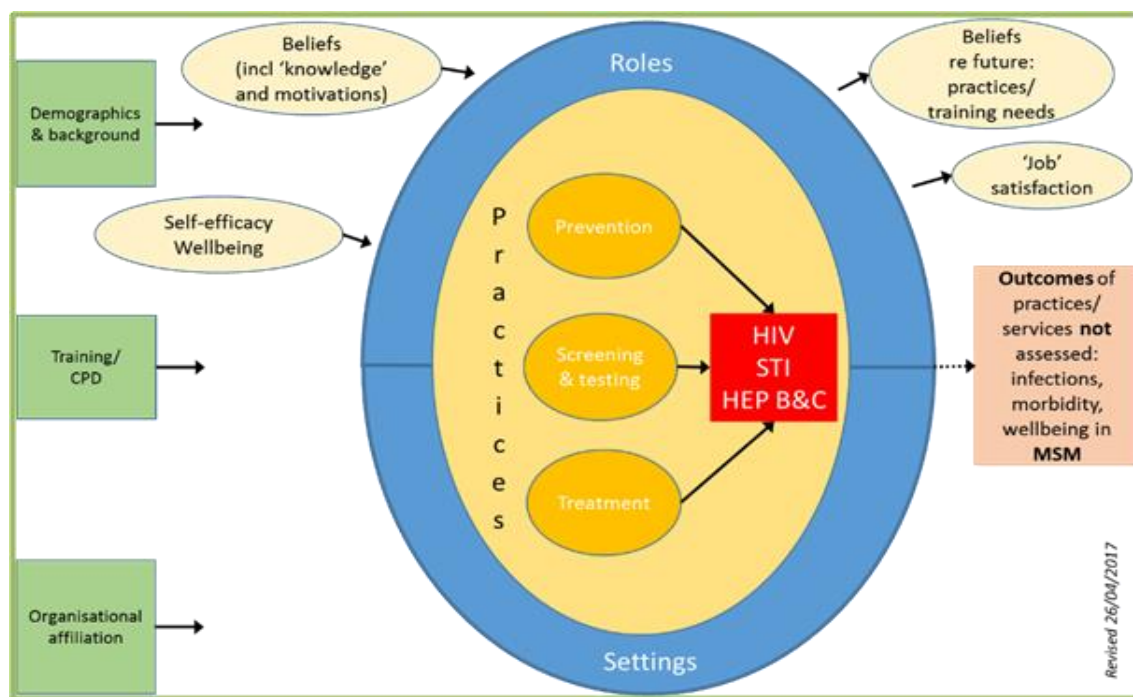 Demographics
& background
Training/
CPD
Organisational
affiliation
Beliefs
(incl ‘knowledge’
and motivations)
Self-efficacy
Wellbeing
Roles
Practices
Prevention
Screening
& testing
Treatment
HIV
STI
HEP B&C
Settings
Beliefs
re future:
practices/
training needs
‘Job’
satisfaction
Outcomes of
practices/
services not
assessed:
infections,
morbidity,
wellbeing in
MSM
Revised 26/04/2017